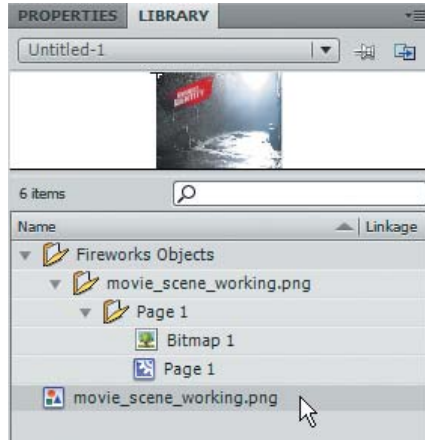 PROPERTIES LIBRARY
Untitled-1
IDENTITY
6 items
Name Linkage
Fireworks Objects
movie_scene_working.png
Page 1
Bitmap 1
Page 1
movie_scene_working.png